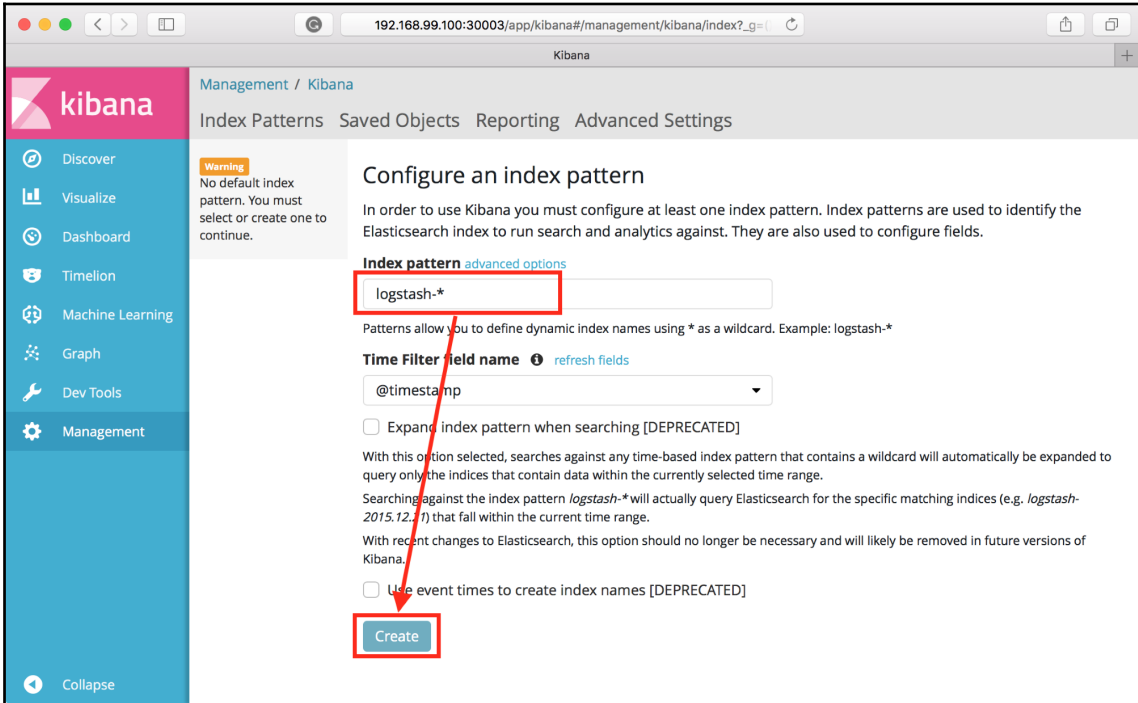 192.168.99.100:30003/app/kibana#/management/kibana/index?_g=(
Kibana
kibana
Discover
Visualize
Dashboard
Timelion
Machine Learning
Graph
Dev Tools
Management
Collapse
Management / Kibana
Index Patterns Saved Objects Reporting Advanced Settings
Warning
No default index
pattern. You must
select or create one to
continue.
Configure an index pattern
In order to use Kibana you must configure at least one index pattern. Index patterns are used to identify the
Elasticsearch index to run search and analytics against. They are also used to configure fields.
Index pattern advanced options
logstash-*
Patterns allow you to define dynamic index names using * as a wildcard. Example: logstash-*
Time Filter field name refresh fields
@timestamp
Expand index pattern when searching [DEPRECATED]
With this option selected, searches against any time-based index pattern that contains a wildcard will automatically be expanded to
query only the indices that contain data within the currently selected time range.
Searching against the index pattern logstash-* will actually query Elasticsearch for the specific matching indices (e.g. logstash-
2015.12.21) that fall within the current time range.
With recent changes to Elasticsearch, this option should no longer be necessary and will likely be removed in future versions of
Kibana.
Use event times to create index names [DEPRECATED]
Create